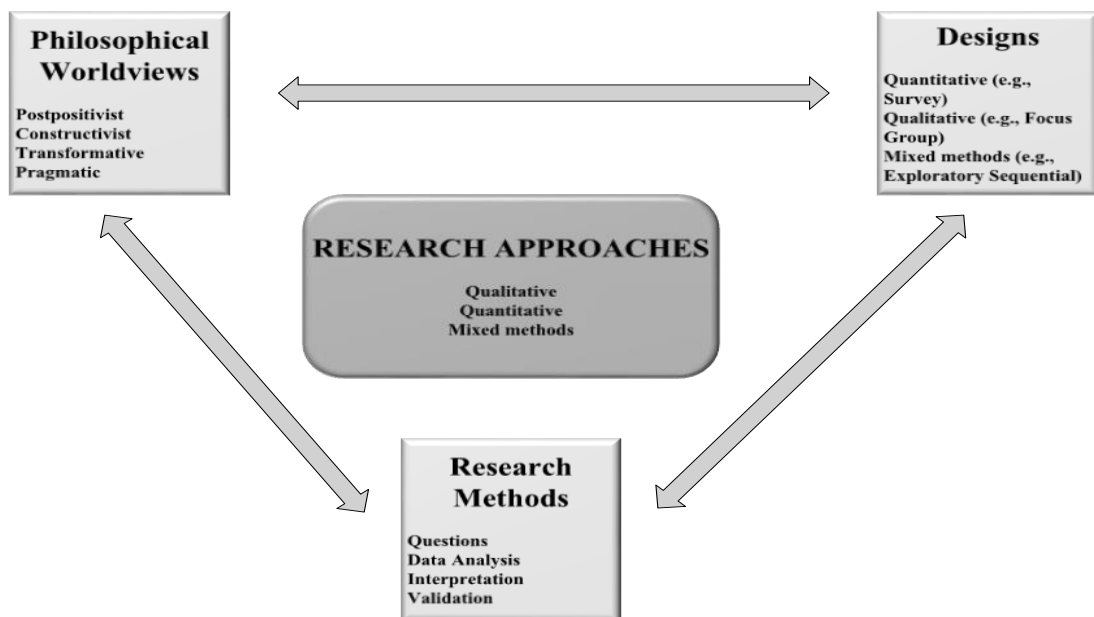 Philosophical
Worldviews
Postpositivist
Constructivist
Transformative
Pragmatic
Designs
Quantitative (e.g.,
Survey)
Qualitative (e.g., Focus
Group)
Mixed methods (e.g.,
Exploratory Sequential)
RESEARCH APPROACHES
Qualitative
Quantitative
Mixed methods
Research
Methods
Questions
Data Analysis
Interpretation
Validation